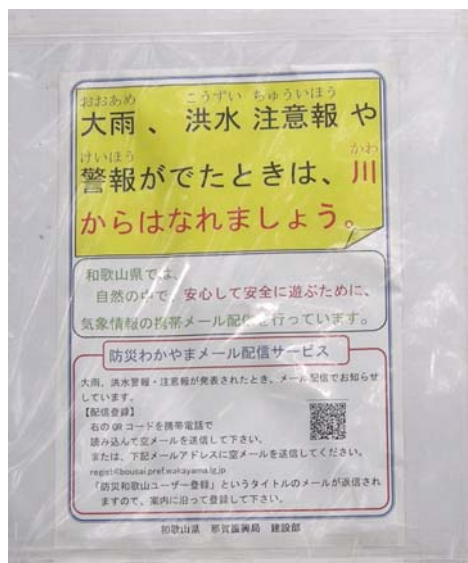 おおあめ　こうずい　ちゅういほう
大雨、洪水 注意報 や
けいほう　かわ
警報がでたときは、川
からはなれましょう。
和歌山県では、
自然の中で、安心して安全に遊ぶために、
気象情報の携帯メール配信を行っています。
防災わかやまメール配信サービス
大雨、洪水警報・注意報が発表されたとき、メール配信でお知らせ
しています。
【配信登録】
右の QR コードを携帯電話で
読み込んで空メールを送信して下さい。
または、下記メールアドレスに空メールを送信してください。
regist@bousai.pref.wakayama.lg.jp
「防災和歌山ユーザー登録」というタイトルのメールが返信され
ますので、案内に沿って登録して下さい。
和歌山県　那賀振興局　建設部